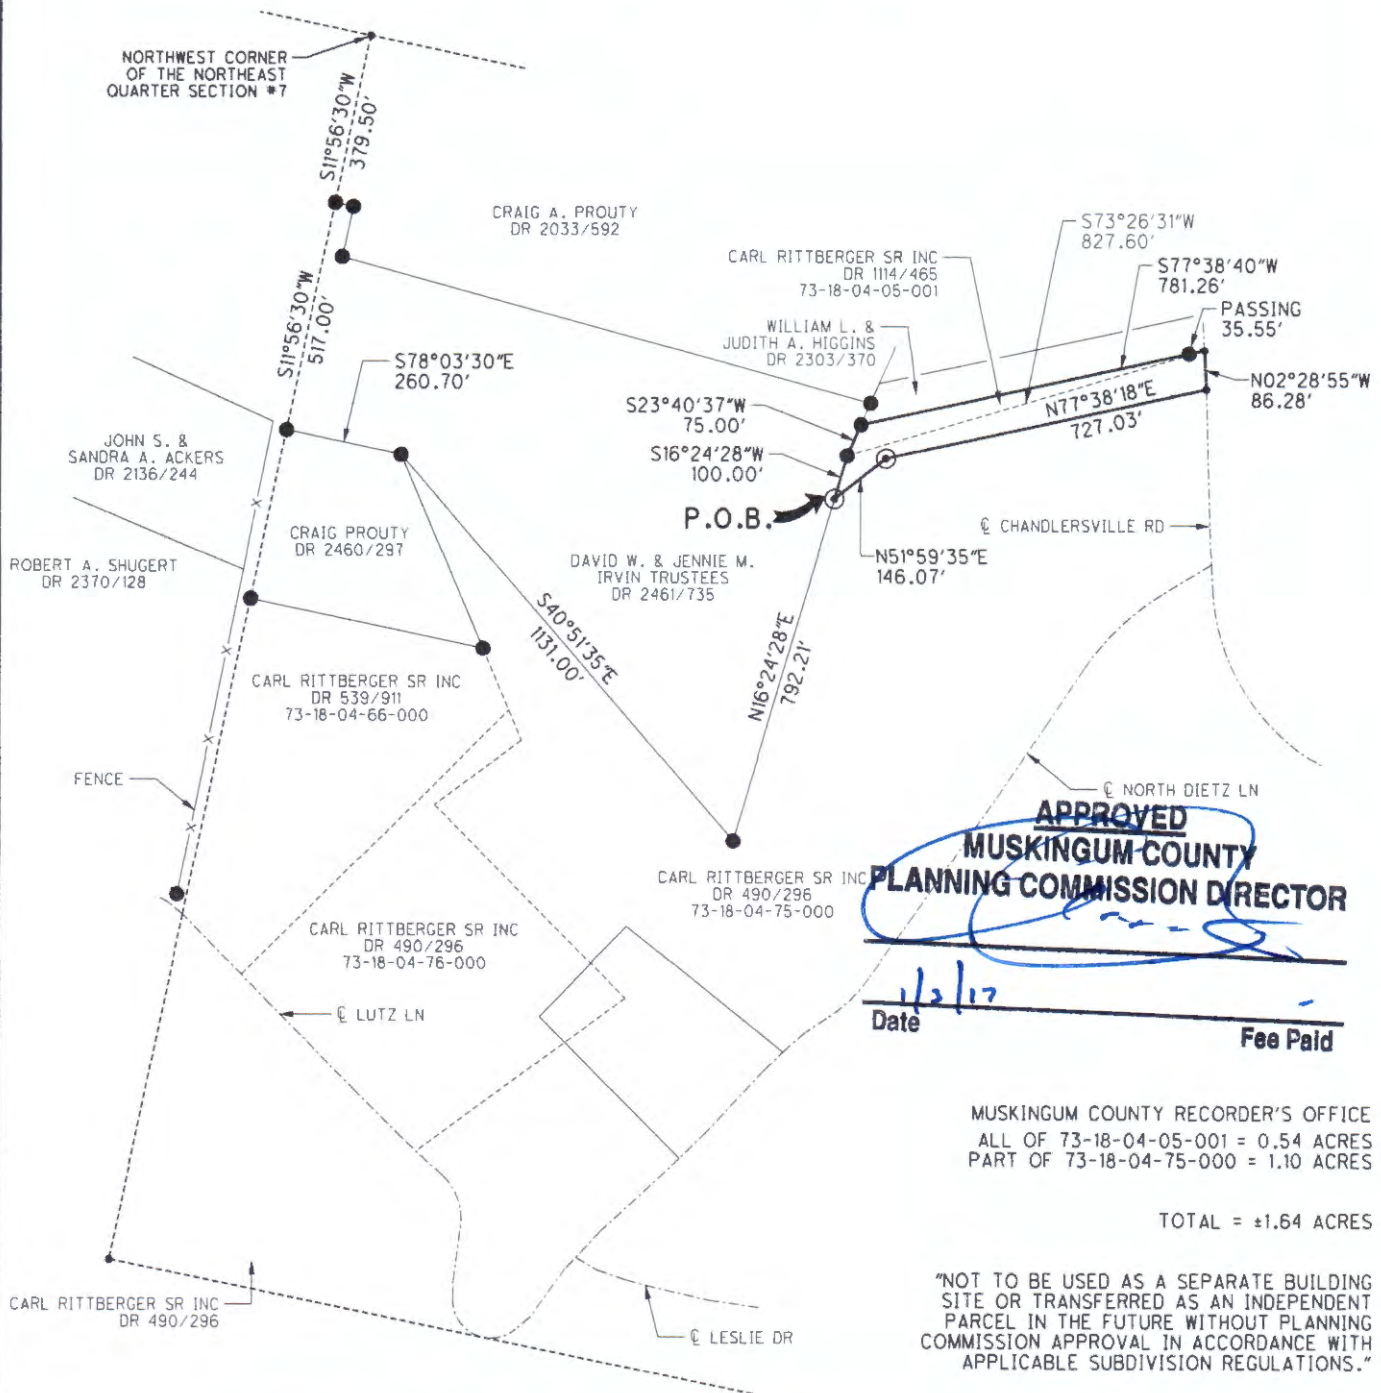 NORTHWEST CORNER
OF THE NORTHEAST
QUARTER SECTION #7
S11°56'30"W
379.50'
CRAIG A. PROUTY
DR 2033/592
S73°26'31"W
827.60'
CARL RITTBERGER SR INC
DR 1114/465
73-18-04-05-001
S77°38'40"W
781.26'
PASSING
35.55'
WILLIAM L. &
JUDITH A. HIGGINS
DR 2303/370
S11°56'30"W
517.00'
S78°03'30"E
260.70'
N02°28'55"W
86.28'
N77°38'18"E
727.03'
S23°40'37"W
75.00'
S16°24'28"W
100.00'
JOHN S. &
SANDRA A. ACKERS
DR 2136/244
P.O.B.
℄ CHANDLERSVILLE RD
CRAIG PROUTY
DR 2460/297
N51°59'35"E
146.07'
ROBERT A. SHUGERT
DR 2370/128
DAVID W. & JENNIE M.
IRVIN TRUSTEES
DR 2461/735
S40°51'35"E
1131.00'
N16°24'28"E
792.21'
CARL RITTBERGER SR INC
DR 539/911
73-18-04-66-000
FENCE
℄ NORTH DIETZ LN
APPROVED
MUSKINGUM COUNTY
PLANNING COMMISSION DIRECTOR
CARL RITTBERGER SR INC
DR 490/296
73-18-04-75-000
CARL RITTBERGER SR INC
DR 490/296
73-18-04-76-000
℄ LUTZ LN
Date
Fee Paid
MUSKINGUM COUNTY RECORDER'S OFFICE
ALL OF 73-18-04-05-001 = 0.54 ACRES
PART OF 73-18-04-75-000 = 1.10 ACRES
TOTAL = ±1.64 ACRES
"NOT TO BE USED AS A SEPARATE BUILDING
SITE OR TRANSFERRED AS AN INDEPENDENT
PARCEL IN THE FUTURE WITHOUT PLANNING
COMMISSION APPROVAL IN ACCORDANCE WITH
APPLICABLE SUBDIVISION REGULATIONS."
CARL RITTBERGER SR INC
DR 490/296
℄ LESLIE DR